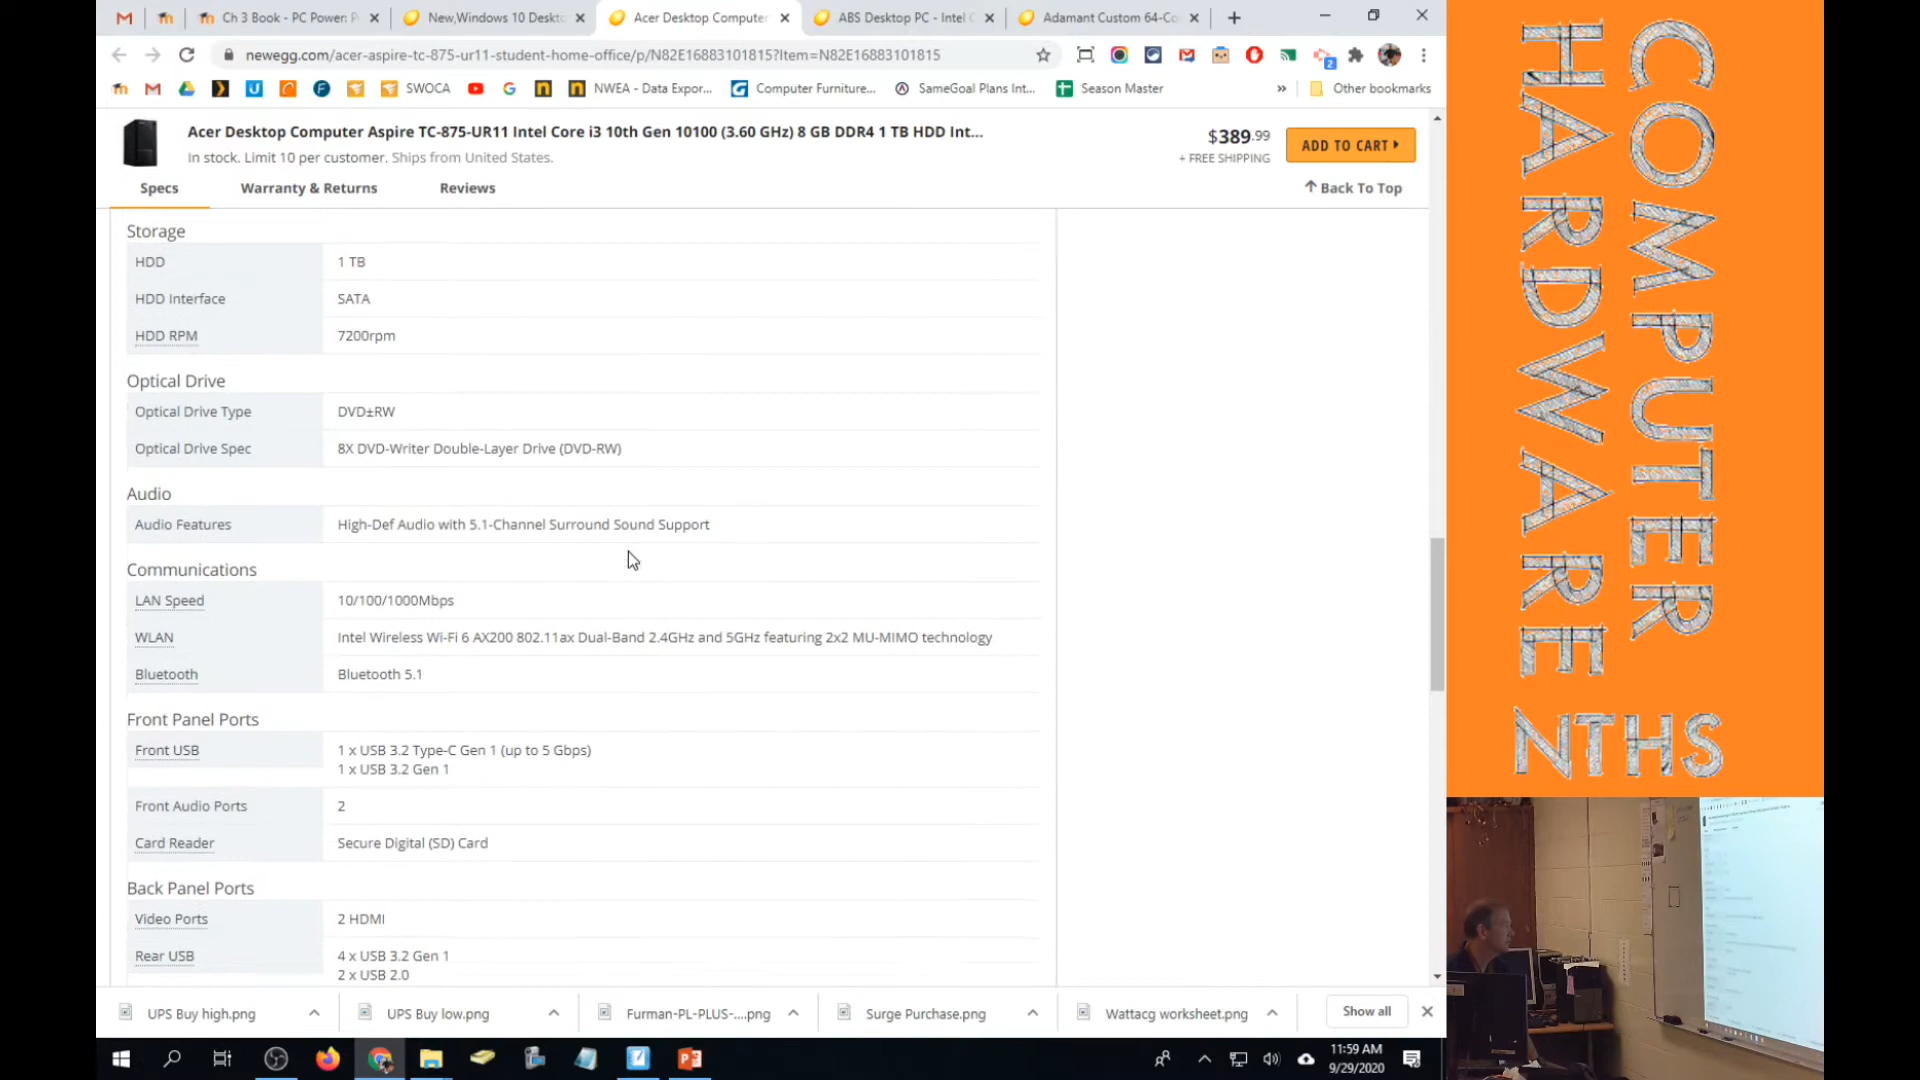 Ch 3 Book - PC Power: P
New,Windows 10 Deskto
Acer Desktop Computer
ABS Desktop PC - Intel C
Adamant Custom 64-Co
newegg.com/acer-aspire-tc-875-ur11-student-home-office/p/N82E16883101815?Item=N82E16883101815
2
SWOCA
NWEA - Data Expor...
Computer Furniture...
SameGoal Plans Int...
Season Master
»
Other bookmarks
Acer Desktop Computer Aspire TC-875-UR11 Intel Core i3 10th Gen 10100 (3.60 GHz) 8 GB DDR4 1 TB HDD Int...
In stock. Limit 10 per customer. Ships from United States.
$389.99
+ FREE SHIPPING
ADD TO CART
Specs
Warranty & Returns
Reviews
Back To Top
Storage
HDD 1 TB
HDD Interface SATA
HDD RPM 7200rpm
Optical Drive
Optical Drive Type DVD±RW
Optical Drive Spec 8X DVD-Writer Double-Layer Drive (DVD-RW)
Audio
Audio Features High-Def Audio with 5.1-Channel Surround Sound Support
Communications
LAN Speed 10/100/1000Mbps
WLAN Intel Wireless Wi-Fi 6 AX200 802.11ax Dual-Band 2.4GHz and 5GHz featuring 2x2 MU-MIMO technology
Bluetooth Bluetooth 5.1
Front Panel Ports
Front USB 1 x USB 3.2 Type-C Gen 1 (up to 5 Gbps)
1 x USB 3.2 Gen 1
Front Audio Ports 2
Card Reader Secure Digital (SD) Card
Back Panel Ports
Video Ports 2 HDMI
Rear USB 4 x USB 3.2 Gen 1
2 x USB 2.0
UPS Buy high.png
UPS Buy low.png
Furman-PL-PLUS-....png
Surge Purchase.png
Wattacg worksheet.png
Show all
11:59 AM
9/29/2020
COMPUTER
HARDWARE
NTHS